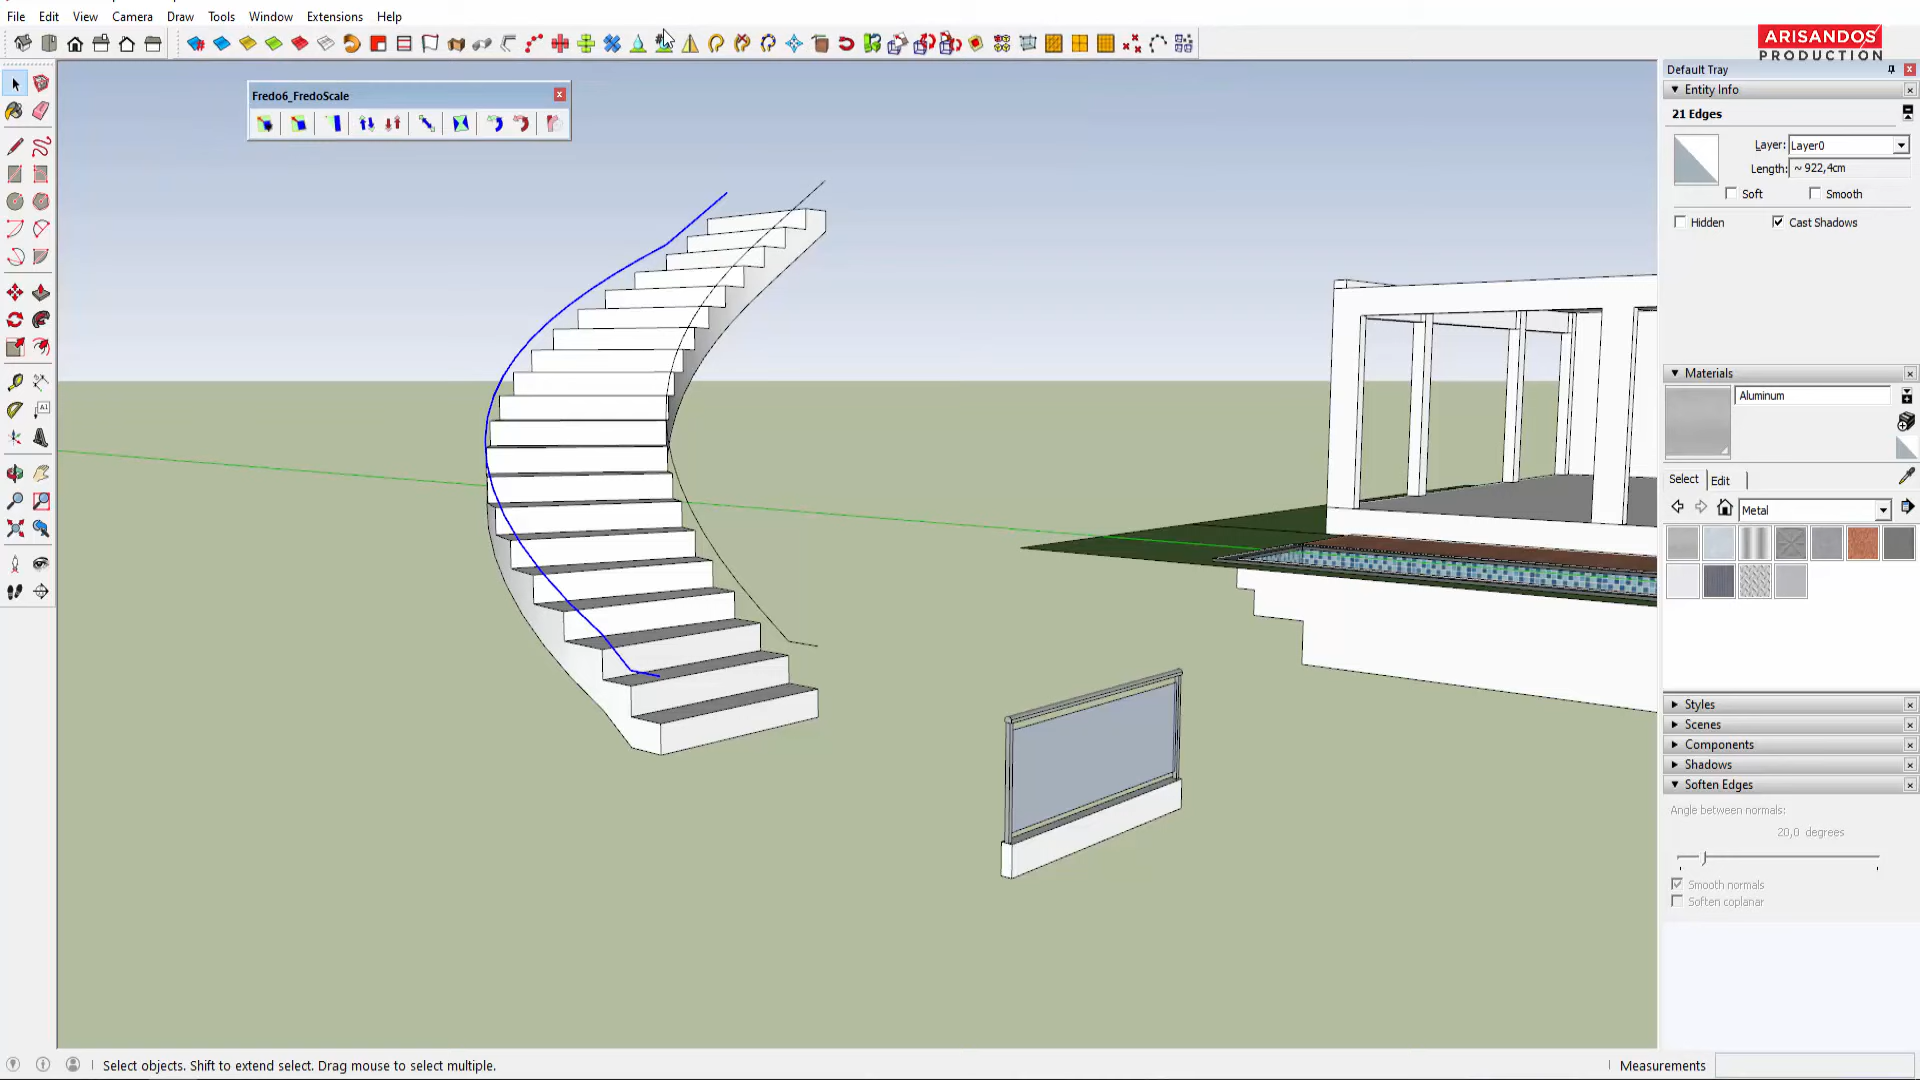 File Edit View Camera Draw Tools Window Extensions Help
ARISANDOS
PRODUCTION
Default Tray
Entity Info
21 Edges
Layer: Layer0
Length: ~ 922,4cm
Soft Smooth
Hidden Cast Shadows
Fredo6_FredoScale
Materials
Aluminum
Select Edit
Metal
A1
Styles
Scenes
Components
Shadows
Soften Edges
Angle between normals:
20,0 degrees
Smooth normals
Soften coplanar
Select objects. Shift to extend select. Drag mouse to select multiple.
Measurements